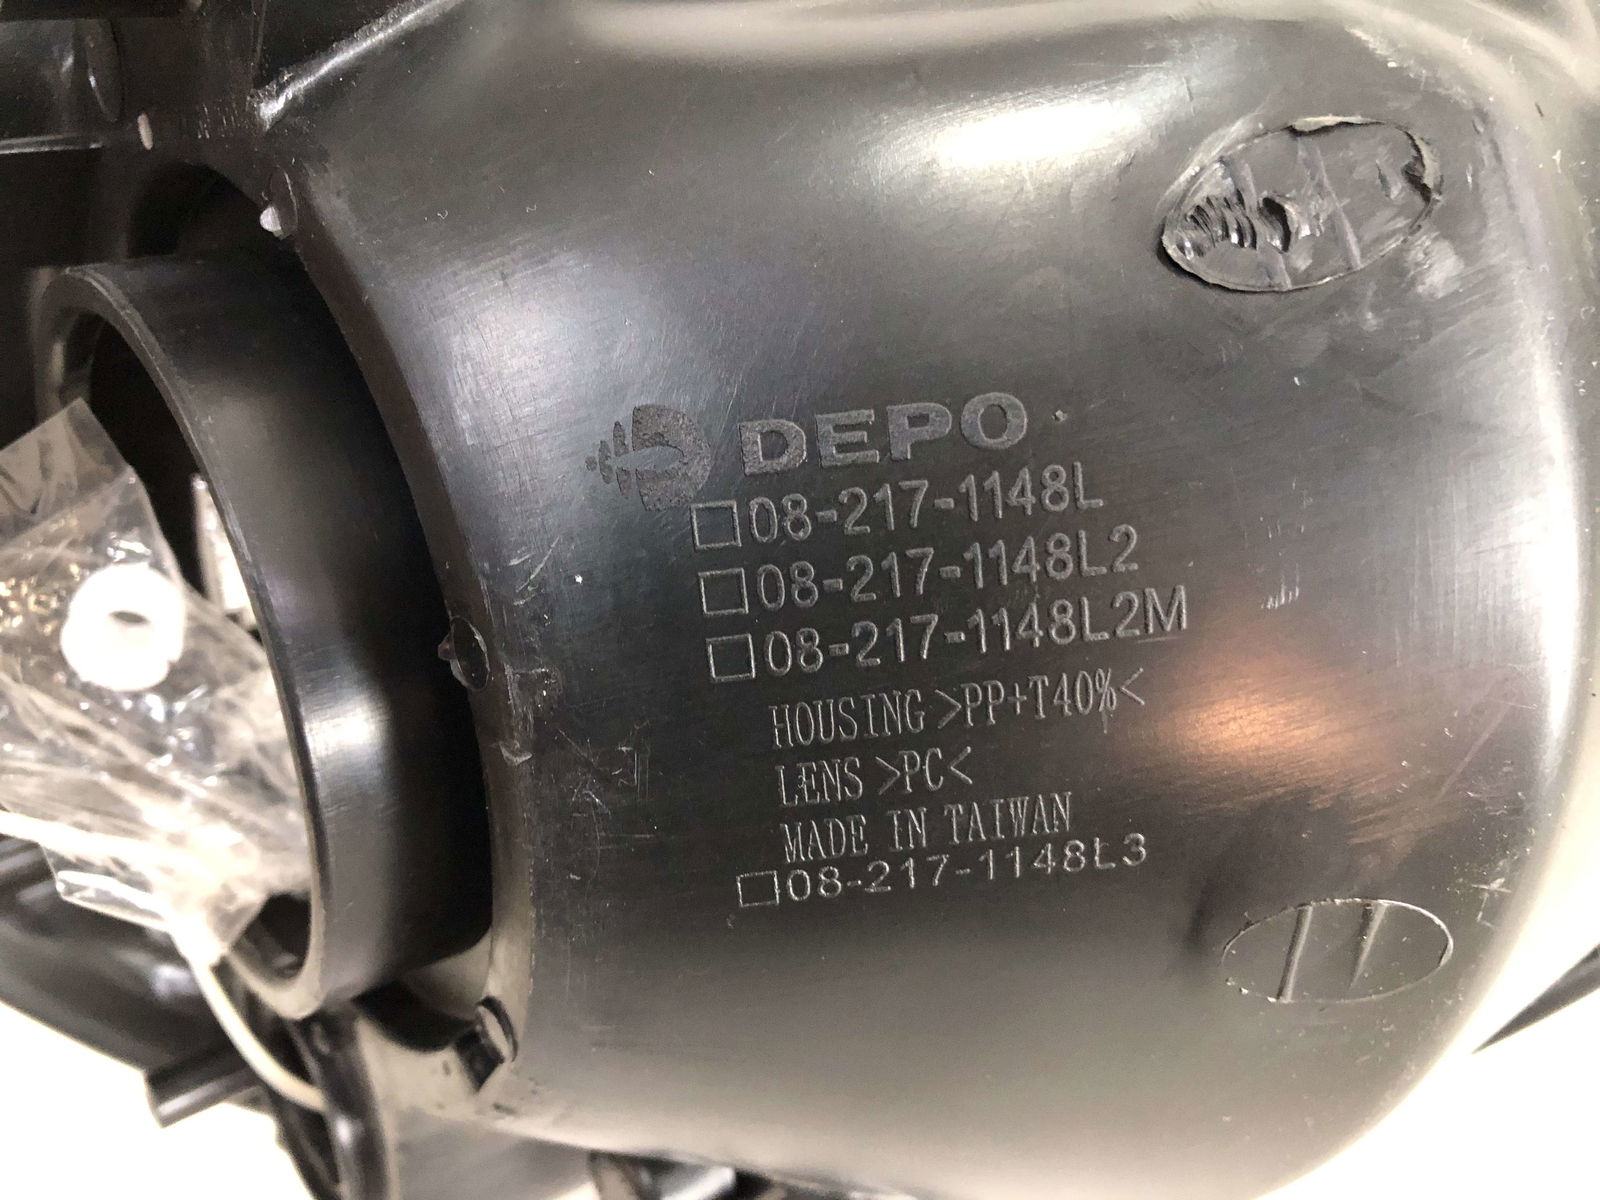 DEPO
□08-217-1148L
□08-217-1148L2
□08-217-1148L2M
HOUSING >PP+T40%<
LENS >PC<
MADE IN TAIWAN
□08-217-1148L3